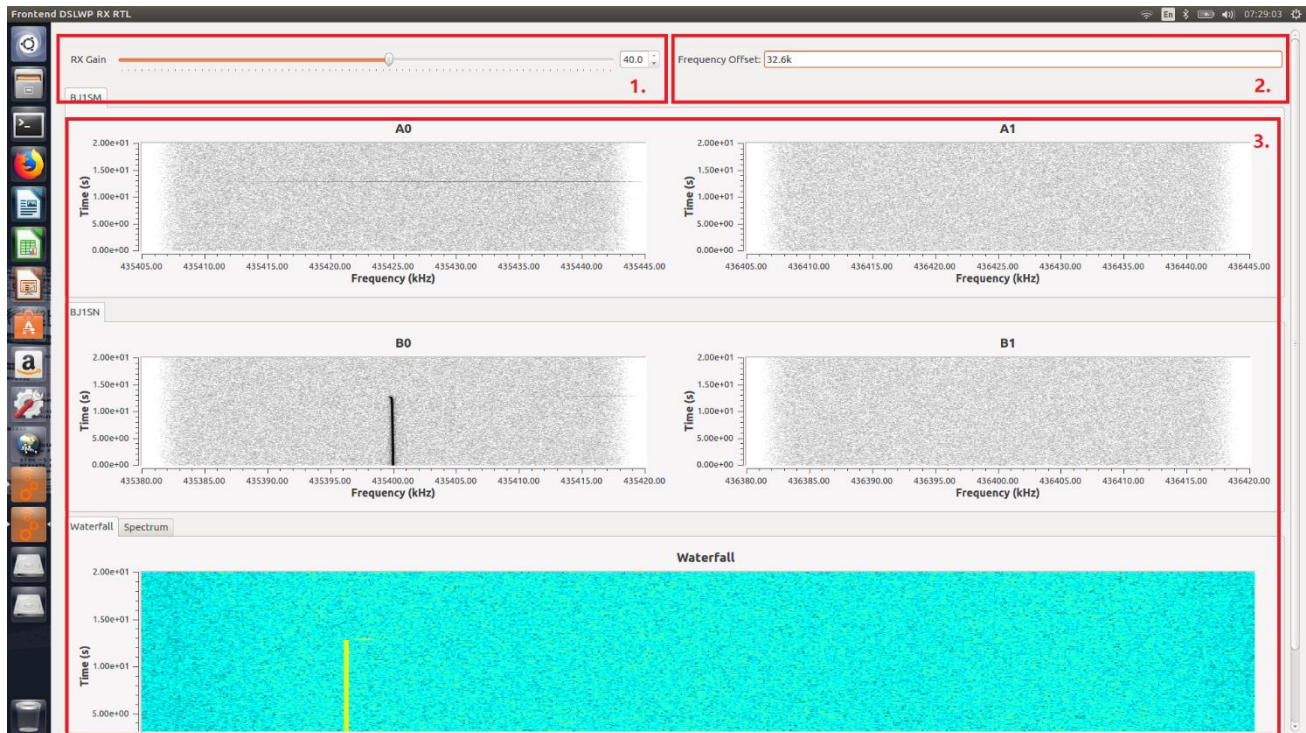 Frontend DSLWP RX RTL
En
07:29:03
RX Gain
40.0
1.
Frequency Offset:
32.6k
2.
BJ1SM
3.
A0
2.00e+01
1.50e+01
1.00e+01
5.00e+00
0.00e+00
Time (s)
435405.00 435410.00 435415.00 435420.00 435425.00 435430.00 435435.00 435440.00 435445.00
Frequency (kHz)
A1
2.00e+01
1.50e+01
1.00e+01
5.00e+00
0.00e+00
Time (s)
436405.00 436410.00 436415.00 436420.00 436425.00 436430.00 436435.00 436440.00 436445.00
Frequency (kHz)
BJ1SN
B0
2.00e+01
1.50e+01
1.00e+01
5.00e+00
0.00e+00
Time (s)
435380.00 435385.00 435390.00 435395.00 435400.00 435405.00 435410.00 435415.00 435420.00
Frequency (kHz)
B1
2.00e+01
1.50e+01
1.00e+01
5.00e+00
0.00e+00
Time (s)
436380.00 436385.00 436390.00 436395.00 436400.00 436405.00 436410.00 436415.00 436420.00
Frequency (kHz)
Waterfall Spectrum
Waterfall
2.00e+01
1.50e+01
1.00e+01
5.00e+00
Time (s)
a